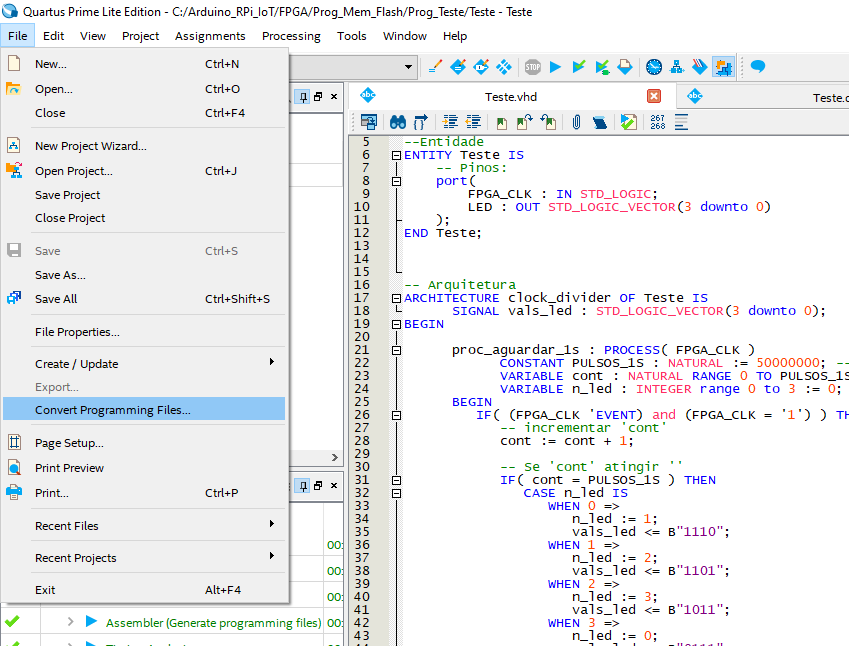 Quartus Prime Lite Edition - C:/Arduino_RPi_IoT/FPGA/Prog_Mem_Flash/Prog_Teste/Teste - Teste
File Edit View Project Assignments Processing Tools Window Help
New... Ctrl+N
Open... Ctrl+O
Close Ctrl+F4
New Project Wizard...
Open Project... Ctrl+J
Save Project
Close Project
Save Ctrl+S
Save As...
Save All Ctrl+Shift+S
File Properties...
Create / Update
Export...
Convert Programming Files...
Page Setup...
Print Preview
Print... Ctrl+P
Recent Files
Recent Projects
Exit Alt+F4
00:
00:
00:
Assembler (Generate programming files) 00:
STOP
abc Teste.vhd
abc Teste.
267
268
5 --Entidade
6 ENTITY Teste IS
7 -- Pinos:
8 port(
9 FPGA_CLK : IN STD_LOGIC;
10 LED : OUT STD_LOGIC_VECTOR(3 downto 0)
11 );
12 END Teste;
13
14
15
16 -- Arquitetura
17 ARCHITECTURE clock_divider OF Teste IS
18 SIGNAL vals_led : STD_LOGIC_VECTOR(3 downto 0);
19 BEGIN
20
21 proc_aguardar_1s : PROCESS( FPGA_CLK )
22 CONSTANT PULSOS_1S : NATURAL := 50000000; --
23 VARIABLE cont : NATURAL RANGE 0 TO PULSOS_1S
24 VARIABLE n_led : INTEGER range 0 to 3 := 0;
25 BEGIN
26 IF( (FPGA_CLK 'EVENT) and (FPGA_CLK = '1') ) TH
27 -- incrementar 'cont'
28 cont := cont + 1;
29
30 -- Se 'cont' atingir ''
31 IF( cont = PULSOS_1S ) THEN
32 CASE n_led IS
33 WHEN 0 =>
34 n_led := 1;
35 vals_led <= B"1110";
36 WHEN 1 =>
37 n_led := 2;
38 vals_led <= B"1101";
39 WHEN 2 =>
40 n_led := 3;
41 vals_led <= B"1011";
42 WHEN 3 =>
43 n_led := 0;